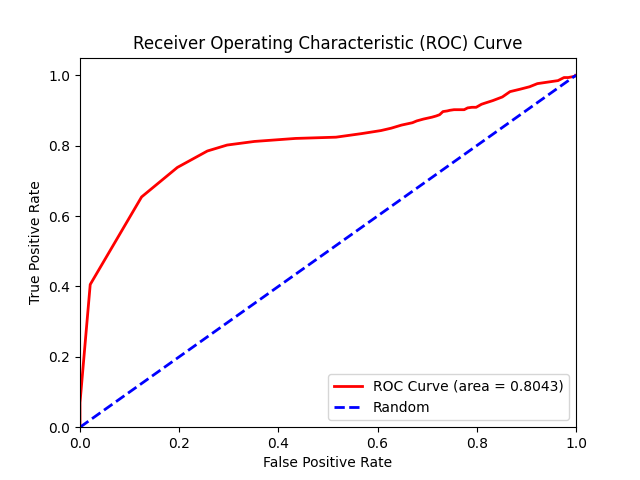 Receiver Operating Characteristic (ROC) Curve
True Positive Rate
1.0
0.8
0.6
0.4
0.2
0.0
0.0 0.2 0.4 0.6 0.8 1.0
False Positive Rate
ROC Curve (area = 0.8043)
Random